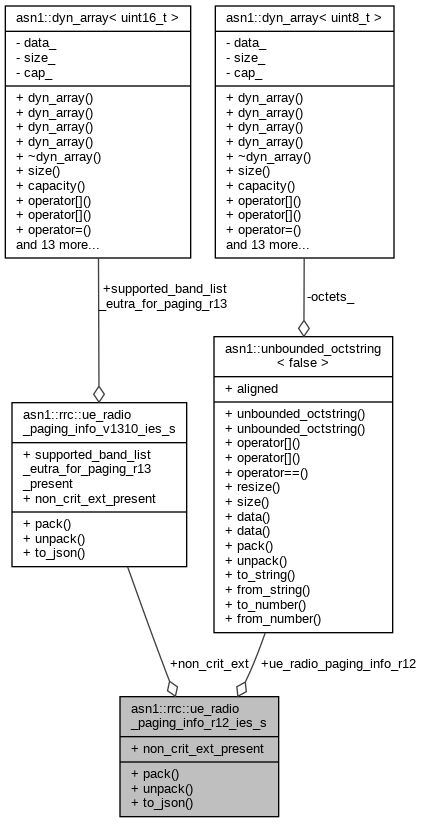 asn1::dyn_array< uint16_t >
- data_
- size_
- cap_
+ dyn_array()
+ dyn_array()
+ dyn_array()
+ dyn_array()
+ ~dyn_array()
+ size()
+ capacity()
+ operator[]()
+ operator[]()
+ operator=()
and 13 more...
asn1::dyn_array< uint8_t >
- data_
- size_
- cap_
+ dyn_array()
+ dyn_array()
+ dyn_array()
+ dyn_array()
+ ~dyn_array()
+ size()
+ capacity()
+ operator[]()
+ operator[]()
+ operator=()
and 13 more...
+supported_band_list
_eutra_for_paging_r13
-octets_
asn1::unbounded_octstring
< false >
+ aligned
+ unbounded_octstring()
+ unbounded_octstring()
+ operator[]()
+ operator[]()
+ operator==()
+ resize()
+ size()
+ data()
+ data()
+ pack()
+ unpack()
+ to_string()
+ from_string()
+ to_number()
+ from_number()
asn1::rrc::ue_radio
_paging_info_v1310_ies_s
+ supported_band_list
_eutra_for_paging_r13
_present
+ non_crit_ext_present
+ pack()
+ unpack()
+ to_json()
+non_crit_ext
+ue_radio_paging_info_r12
asn1::rrc::ue_radio
_paging_info_r12_ies_s
+ non_crit_ext_present
+ pack()
+ unpack()
+ to_json()